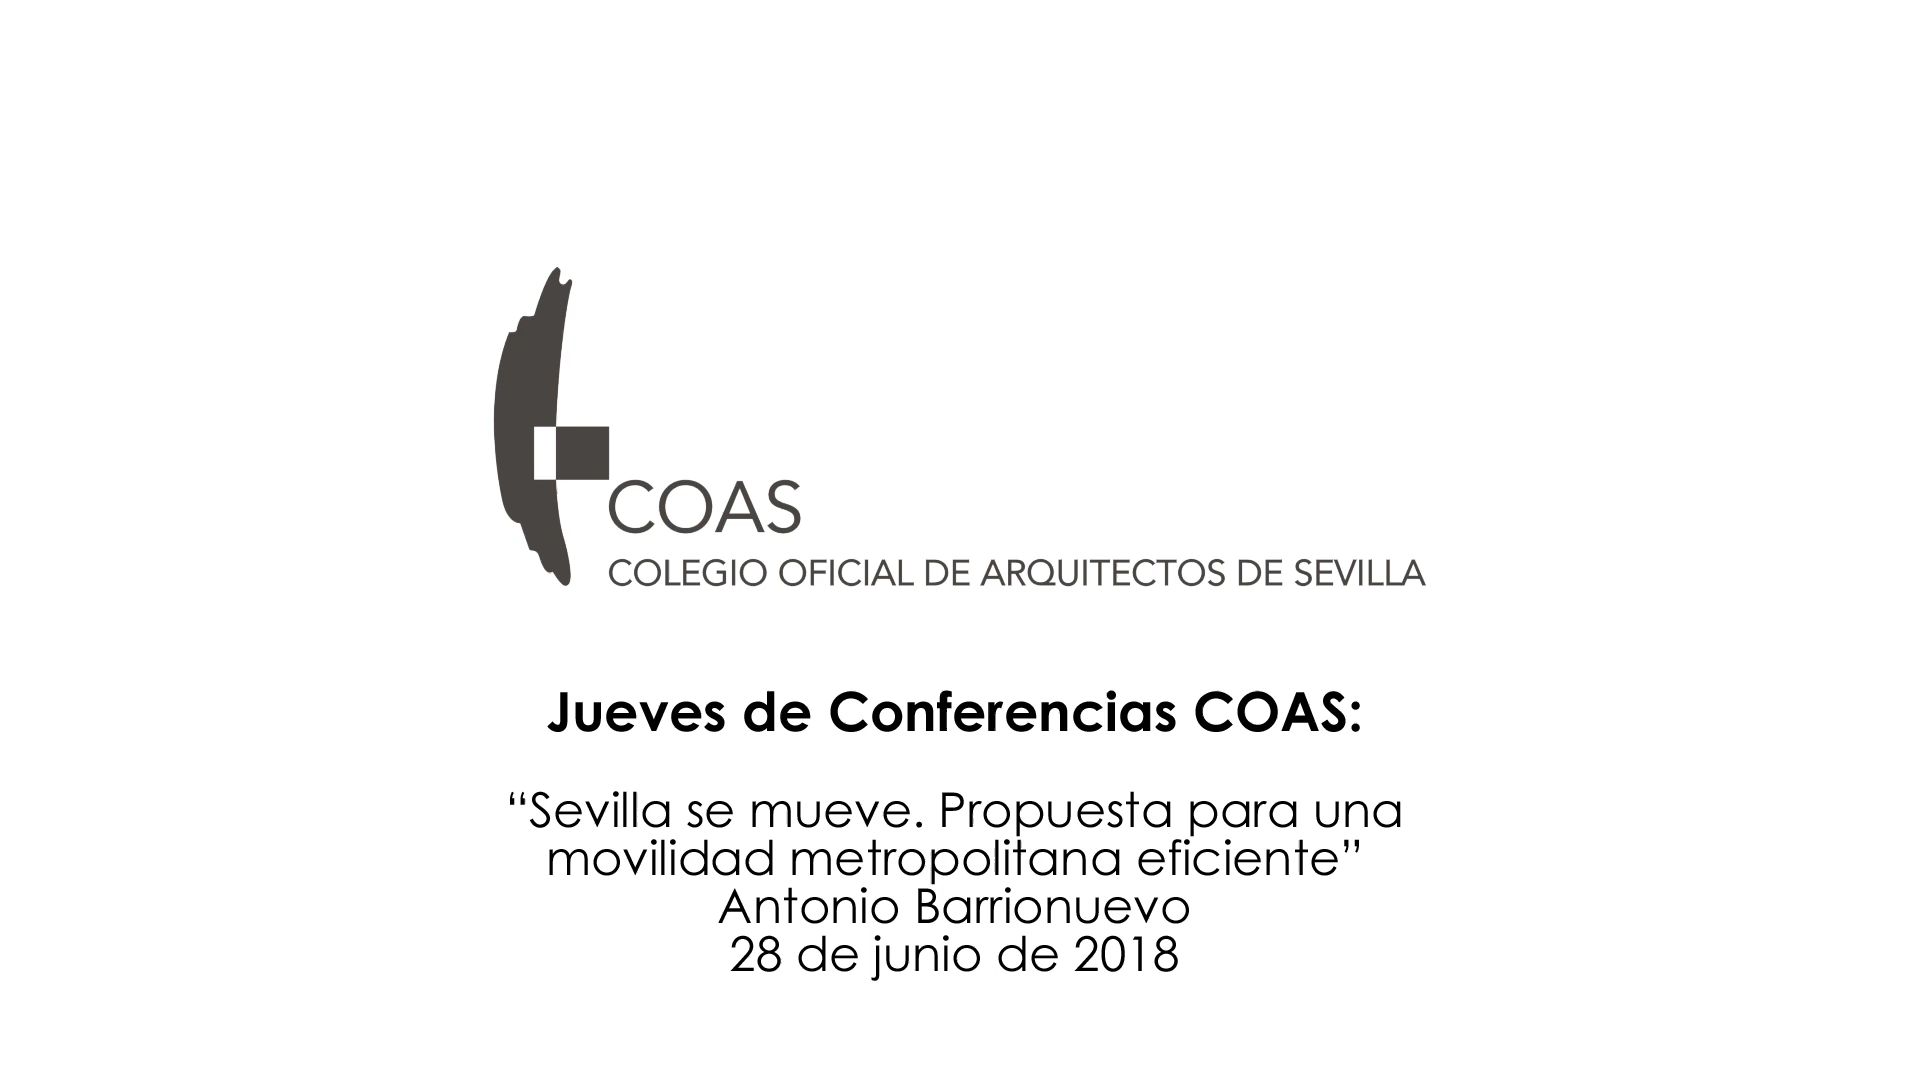 COAS
COLEGIO OFICIAL DE ARQUITECTOS DE SEVILLA
Jueves de Conferencias COAS:
“Sevilla se mueve. Propuesta para una
movilidad metropolitana eficiente”
Antonio Barrionuevo
28 de junio de 2018